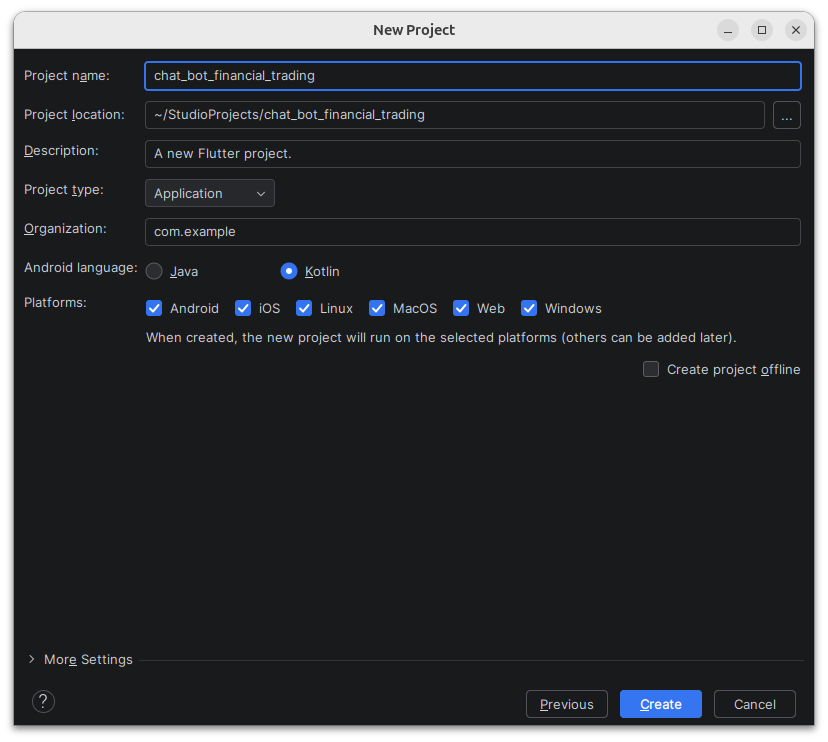 New Project
Project name: chat_bot_financial_trading
Project location: ~/StudioProjects/chat_bot_financial_trading ...
Description: A new Flutter project.
Project type: Application
Organization: com.example
Android language: Java Kotlin
Platforms: Android iOS Linux MacOS Web Windows
When created, the new project will run on the selected platforms (others can be added later).
Create project offline
More Settings
? Previous Create Cancel